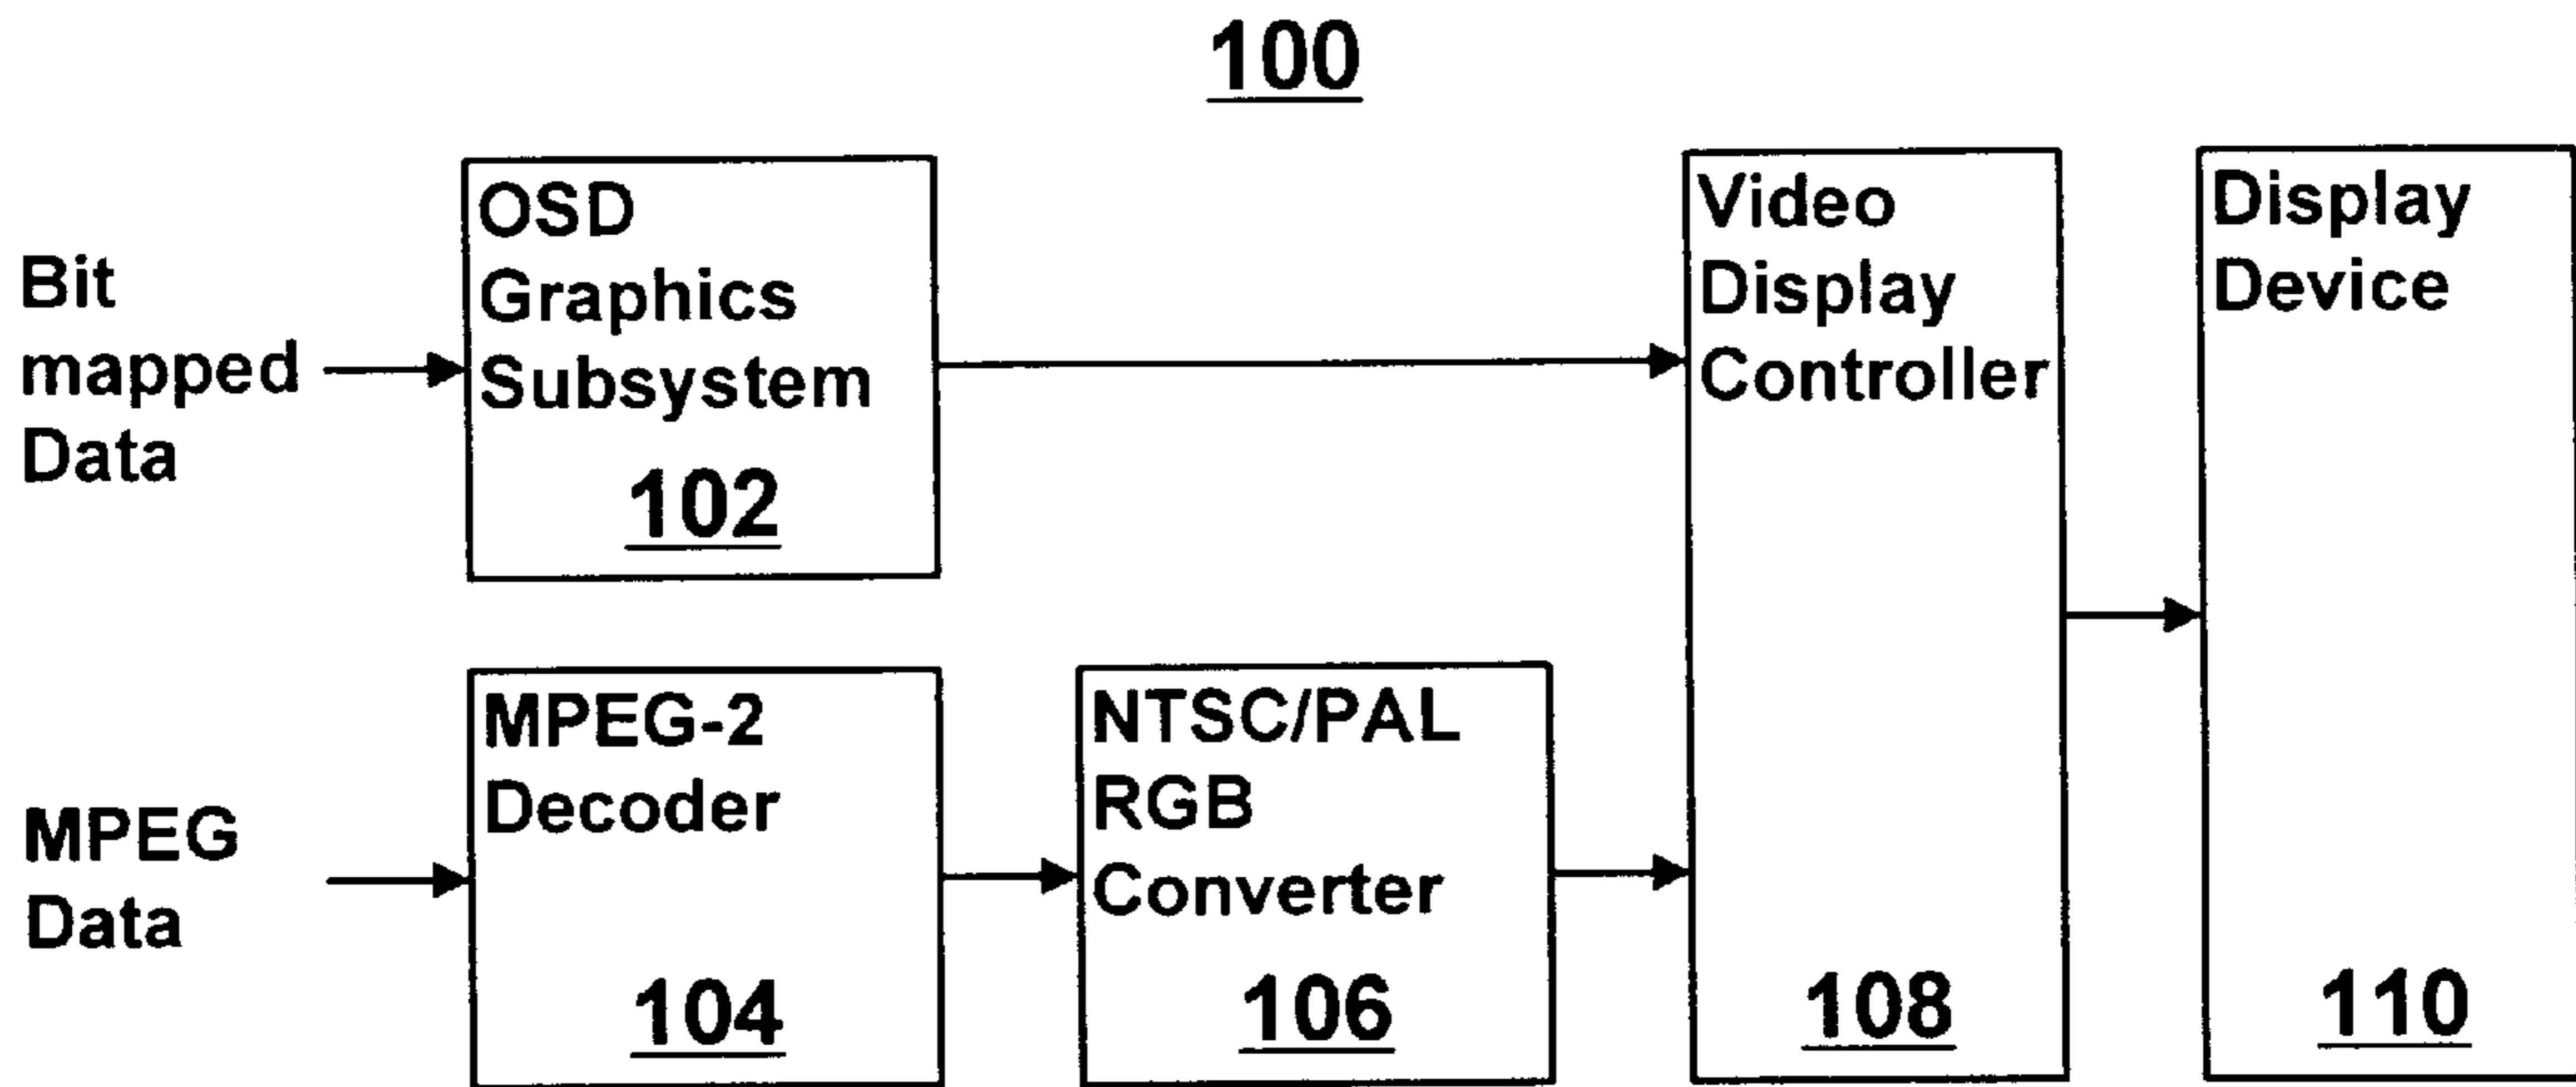 100
Bit
mapped
Data
OSD
Graphics
Subsystem
102
Video
Display
Controller
108
Display
Device
110
MPEG
Data
MPEG-2
Decoder
104
NTSC/PAL
RGB
Converter
106